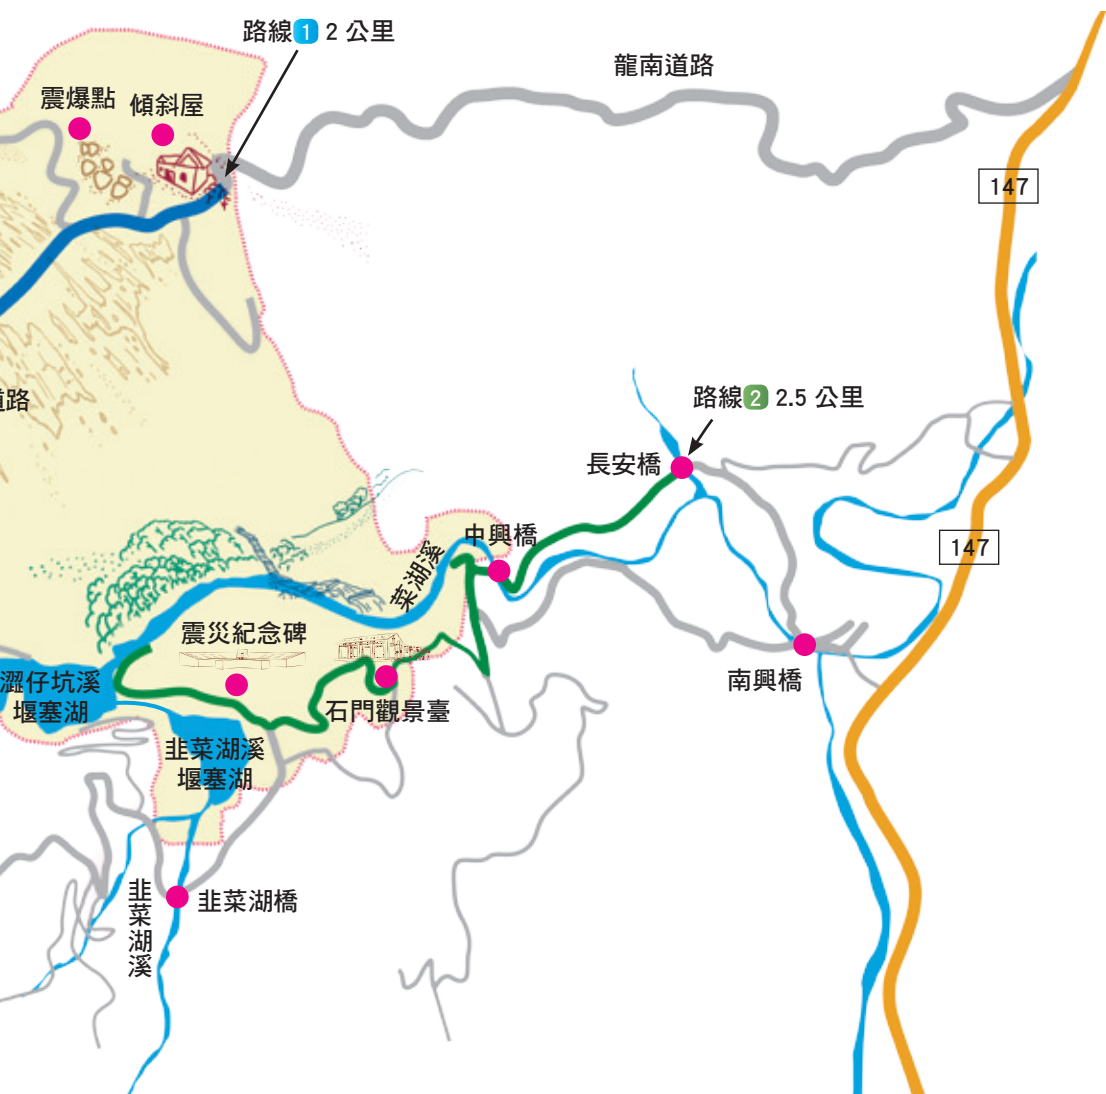 路線1 2 公里
龍南道路
震爆點
傾斜屋
147
道路
路線2 2.5 公里
長安橋
中興橋
147
菜湖溪
震災紀念碑
南興橋
澀仔坑溪
堰塞湖
石門觀景臺
韭菜湖溪
堰塞湖
韭菜湖溪
韭菜湖橋